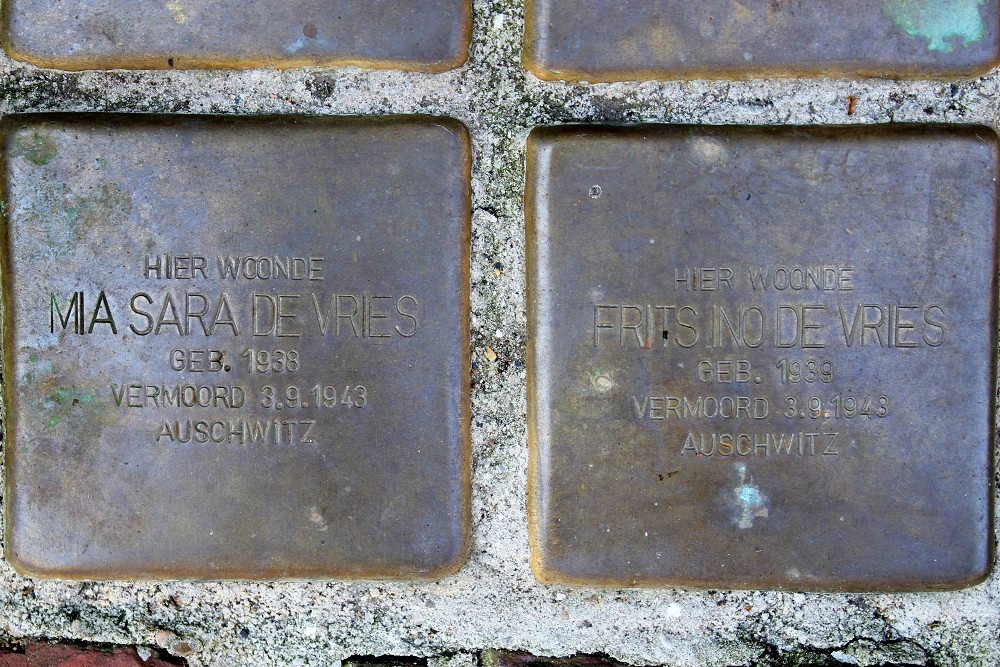 HIER WOONDE
MIA SARA DE VRIES
GEB. 1938
VERMOORD 3.9.1943
AUSCHWITZ
HIER WOONDE
FRITS INO DE VRIES
GEB. 1939
VERMOORD 3.9.1943
AUSCHWITZ